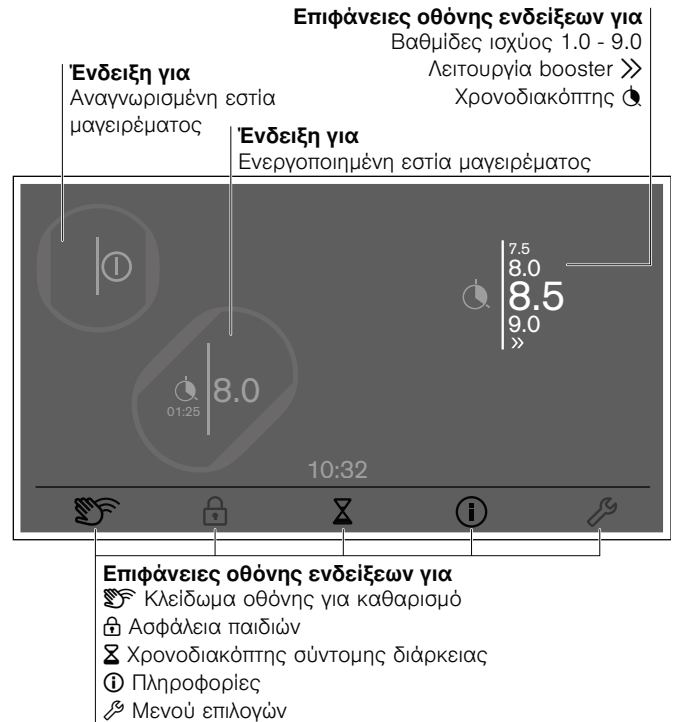 Επιφάνειες οθόνης ενδείξεων για
Βαθμίδες ισχύος 1.0 - 9.0
Λειτουργία booster »
Χρονοδιακόπτης
Ένδειξη για
Αναγνωρισμένη εστία
μαγειρέματος
Ένδειξη για
Ενεργοποιημένη εστία μαγειρέματος
7.5
8.0
8.5
9.0
»
8.0
01:25
10:32
Επιφάνειες οθόνης ενδείξεων για
Κλείδωμα οθόνης για καθαρισμό
Ασφάλεια παιδιών
Χρονοδιακόπτης σύντομης διάρκειας
Πληροφορίες
Μενού επιλογών